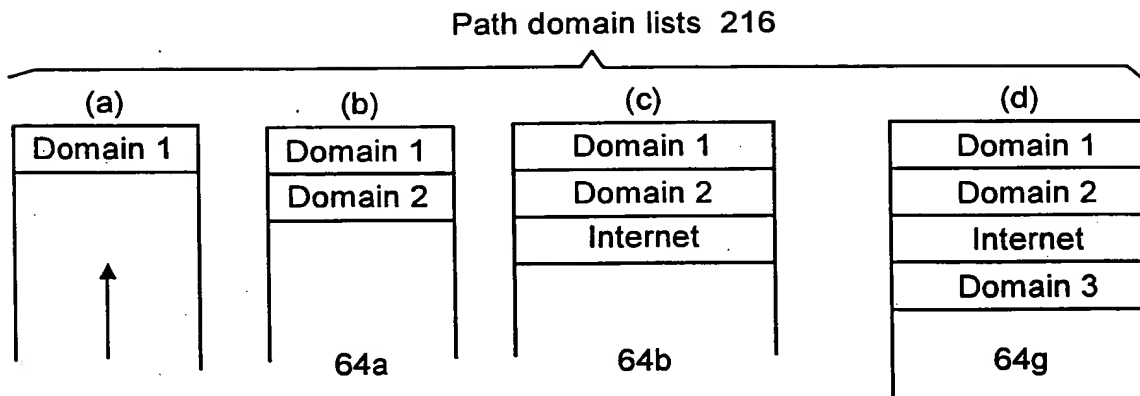 Path domain lists 216
(a) (b) (c) (d)
Domain 1 Domain 1 Domain 1 Domain 1
Domain 2 Domain 2 Domain 2
Internet Internet
Domain 3
64a 64b 64g